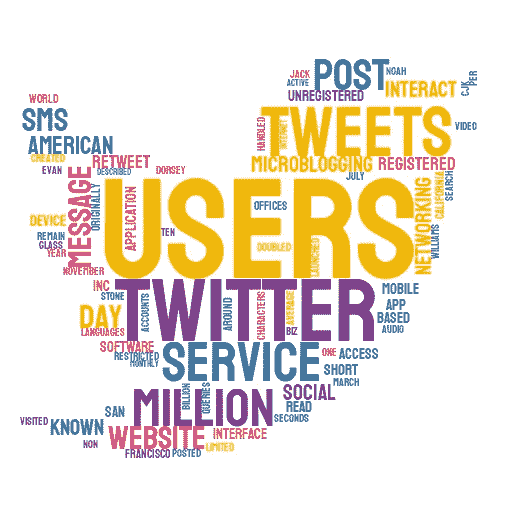 POST
NOAH
JACK
ACTIVE
UNREGISTERED
INTERACT
CJK
PER
WORLD
SMS
AMERICAN
TWEETS
HANDLED
INTERNET
VIDEO
CREATED
EVAN
RETWEET
DESCRIBED
DORSEY
MICROBLOGGING
REGISTERED
JULY
MESSAGE
ORIGINALLY
APPLICATION
USERS
NETWORKING
CALIFORNIA
SEARCH
OFFICES
DEVICE
REMAIN
GLASS
YEAR
TEN
DOUBLED
LAUNCHED
WILLIAMS
NOVEMBER
INC
STONE
TWITTER
MOBILE
APP
BASED
AUDIO
DAY
LANGUAGES
ACCOUNTS
AROUND
CHARACTERS
AVERAGE
BIZ
SOFTWARE
RESTRICTED
MONTHLY
SERVICE
ONE
ACCESS
SHORT
MARCH
BILLION
QUERIES
SOCIAL
READ
SECONDS
SAN
MILLION
VISITED
KNOWN
NON
WEBSITE
INTERFACE
LIMITED
FRANCISCO
POSTED